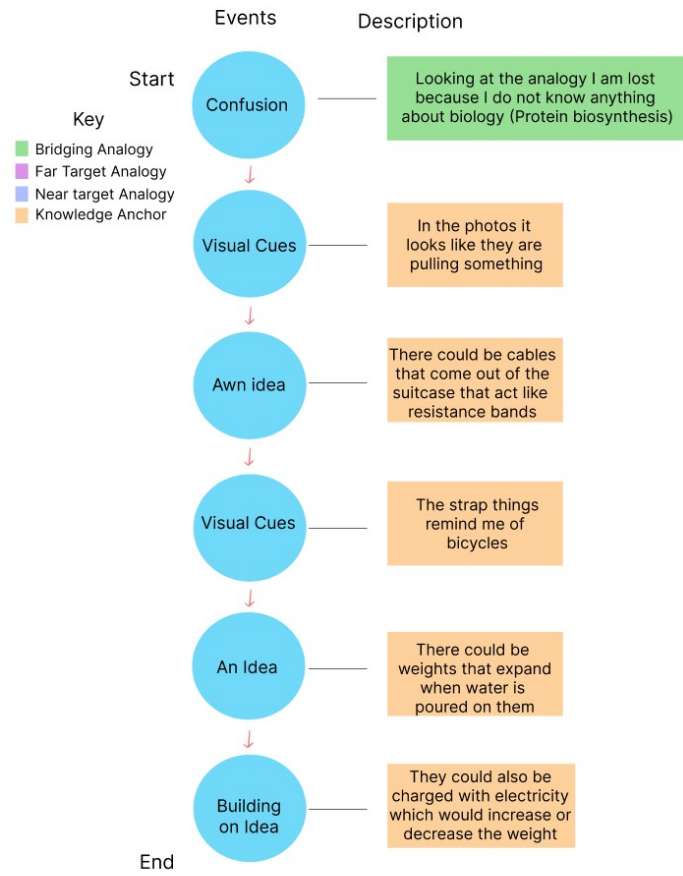 Events
Description
Start
Confusion
Looking at the analogy I am lost
because I do not know anything
about biology (Protein biosynthesis)
Key
Bridging Analogy
Far Target Analogy
Near target Analogy
Knowledge Anchor
Visual Cues
In the photos it
looks like they are
pulling something
Awn idea
There could be cables
that come out of the
suitcase that act like
resistance bands
Visual Cues
The strap things
remind me of
bicycles
An Idea
There could be
weights that expand
when water is
poured on them
Building
on Idea
They could also be
charged with electricity
which would increase or
decrease the weight
End